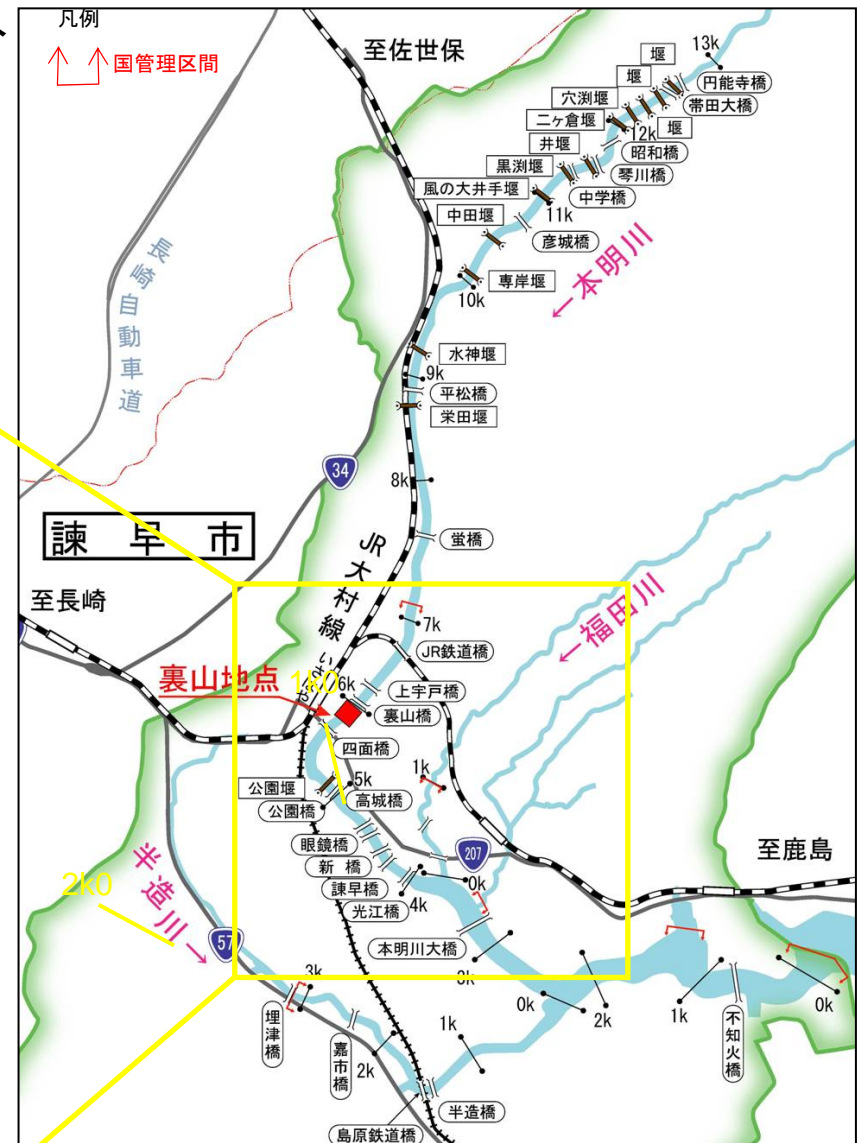 凡例
国管理区間
至佐世保
13k
堰
堰
円能寺橋
帯田大橋
穴渕堰
二ヶ倉堰
12k
堰
井堰
昭和橋
琴川橋
黒渕堰
中学橋
風の大井手堰
11k
中田堰
彦城橋
←本明川
専岸堰
10k
長崎自動車道
水神堰
9k
平松橋
栄田堰
34
8k
諫早市
蛍橋
JR大村線
至長崎
←福田川
7k
JR鉄道橋
裏山地点
1k0
6k
上宇戸橋
裏山橋
四面橋
1k
5k
公園堰
公園橋
高城橋
眼鏡橋
207
至鹿島
新橋
諫早橋
0k
4k
光江橋
半造川→
2k0
本明川大橋
57
3k
3k
0k
2k
1k
0k
不知火橋
埋津橋
嘉市橋
1k
2k
半造橋
島原鉄道橋